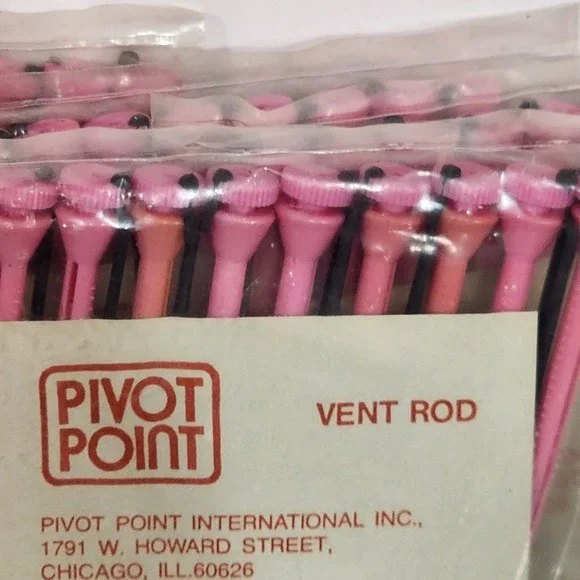 PIVOT
POINT
VENT ROD
PIVOT POINT INTERNATIONAL INC.,
1791 W. HOWARD STREET,
CHICAGO, ILL.60626